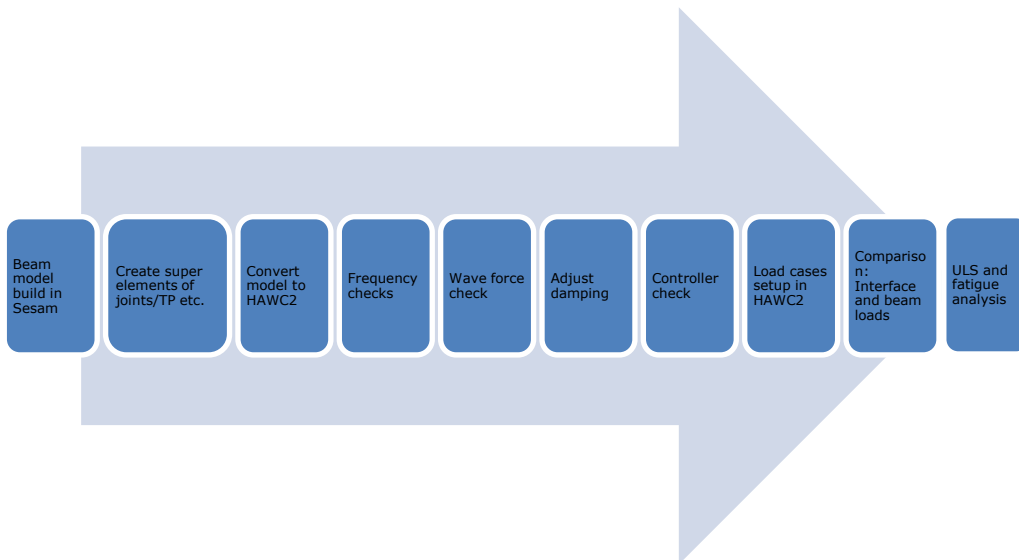 Beam
model
build in
Sesam
Create super
elements of
joints/TP etc.
Convert
model to
HAWC2
Frequency
checks
Wave force
check
Adjust
damping
Controller
check
Load cases
setup in
HAWC2
Compariso
n:
Interface
and beam
loads
ULS and
fatigue
analysis